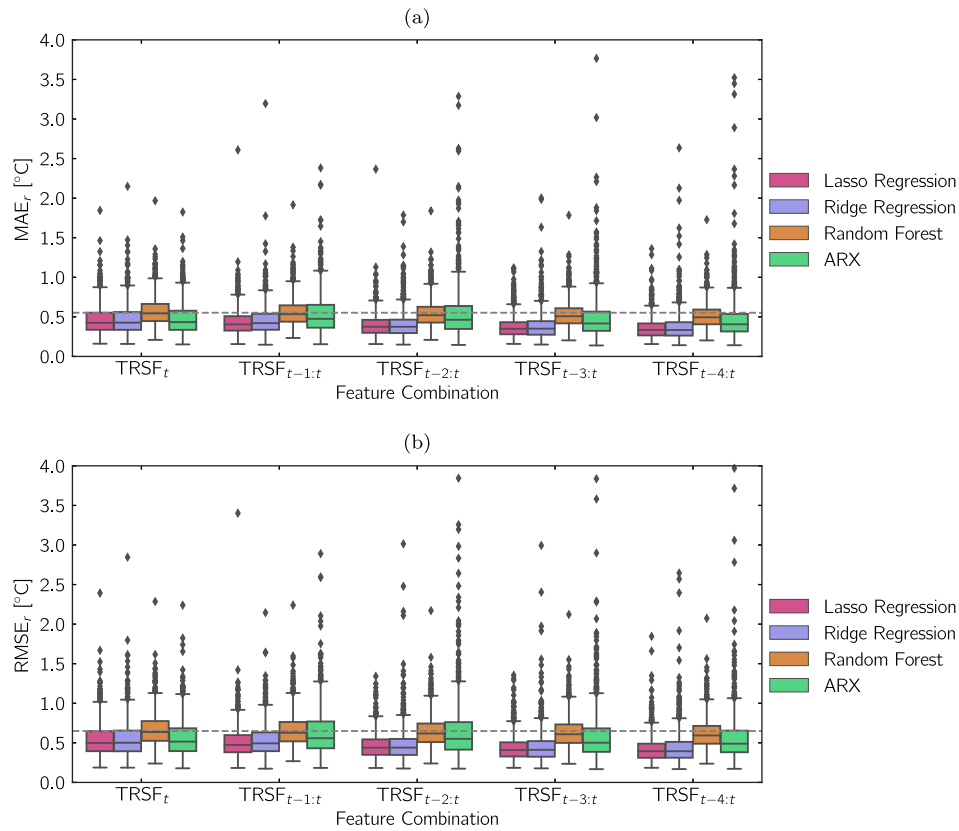 (a)
4.0
3.5
3.0
2.5
2.0
1.5
1.0
0.5
0.0
MAE_r [°C]
TRSF_t TRSF_{t−1:t} TRSF_{t−2:t} TRSF_{t−3:t} TRSF_{t−4:t}
Feature Combination
Lasso Regression
Ridge Regression
Random Forest
ARX
(b)
4.0
3.5
3.0
2.5
2.0
1.5
1.0
0.5
0.0
RMSE_r [°C]
TRSF_t TRSF_{t−1:t} TRSF_{t−2:t} TRSF_{t−3:t} TRSF_{t−4:t}
Feature Combination
Lasso Regression
Ridge Regression
Random Forest
ARX